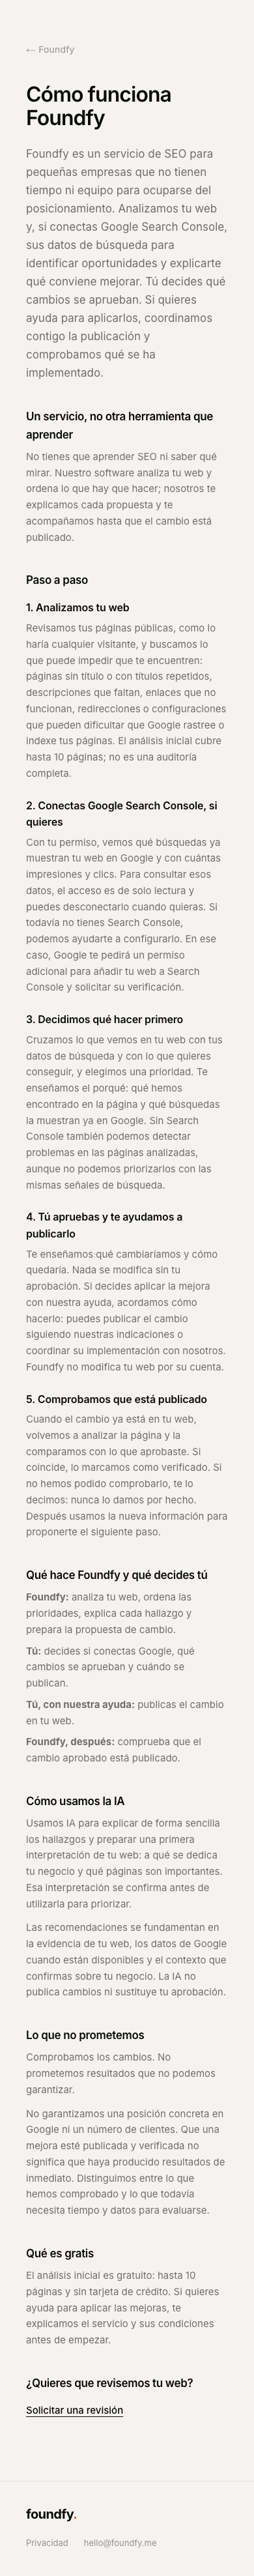 ← Foundfy
Cómo funciona
Foundfy
Foundfy es un servicio de SEO para
pequeñas empresas que no tienen
tiempo ni equipo para ocuparse del
posicionamiento. Analizamos tu web
y, si conectas Google Search Console,
usamos sus datos de búsqueda para
identificar oportunidades y explicarte
qué conviene mejorar. Tú decides qué
cambios se aprueban. Si quieres
ayuda para aplicarlos, coordinamos
contigo la publicación y
comprobamos qué se ha
implementado.
Un servicio, no otra herramienta que
aprender
No tienes que aprender SEO ni saber qué
mirar. Nuestro software analiza tu web y
ordena lo que hay que hacer; nosotros te
explicamos cada propuesta y te
acompañamos hasta que el cambio está
publicado.
Paso a paso
1. Analizamos tu web
Revisamos tus páginas públicas, como lo
haría cualquier visitante, y buscamos lo
que puede impedir que te encuentren:
páginas sin título o con títulos repetidos,
descripciones que faltan, enlaces que no
funcionan, redirecciones o configuraciones
que pueden dificultar que Google rastree o
indexe tus páginas. El análisis inicial cubre
hasta 10 páginas; no es una auditoría
completa.
2. Conectas Google Search Console, si
quieres
Con tu permiso, vemos qué búsquedas ya
muestran tu web en Google y con cuántas
impresiones y clics. Para consultar esos
datos, el acceso es de solo lectura y
puedes desconectarlo cuando quieras. Si
todavía no tienes Search Console,
podemos ayudarte a configurarlo. En ese
caso, Google te pedirá un permiso
adicional para añadir tu web a Search
Console y solicitar su verificación.
3. Decidimos qué hacer primero
Cruzamos lo que vemos en tu web con tus
datos de búsqueda y con lo que quieres
conseguir, y elegimos una prioridad. Te
enseñamos el porqué: qué hemos
encontrado en la página y qué búsquedas
la muestran ya en Google. Sin Search
Console también podemos detectar
problemas en las páginas analizadas,
aunque no podemos priorizarlos con las
mismas señales de búsqueda.
4. Tú apruebas y te ayudamos a
publicarlo
Te enseñamos qué cambiaríamos y cómo
quedaría. Nada se modifica sin tu
aprobación. Si decides aplicar la mejora
con nuestra ayuda, acordamos cómo
hacerlo: puedes publicar el cambio
siguiendo nuestras indicaciones o
coordinar su implementación con nosotros.
Foundfy no modifica tu web por su cuenta.
5. Comprobamos que está publicado
Cuando el cambio ya está en tu web,
volvemos a analizar la página y la
comparamos con lo que aprobaste. Si
coincide, lo marcamos como verificado. Si
no hemos podido comprobarlo, te lo
decimos: nunca lo damos por hecho.
Después usamos la nueva información para
proponerte el siguiente paso.
Qué hace Foundfy y qué decides tú
Foundfy: analiza tu web, ordena las
prioridades, explica cada hallazgo y
prepara la propuesta de cambio.
Tú: decides si conectas Google, qué
cambios se aprueban y cuándo se
publican.
Tú, con nuestra ayuda: publicas el cambio
en tu web.
Foundfy, después: comprueba que el
cambio aprobado está publicado.
Cómo usamos la IA
Usamos IA para explicar de forma sencilla
los hallazgos y preparar una primera
interpretación de tu web: a qué se dedica
tu negocio y qué páginas son importantes.
Esa interpretación se confirma antes de
utilizarla para priorizar.
Las recomendaciones se fundamentan en
la evidencia de tu web, los datos de Google
cuando están disponibles y el contexto que
confirmas sobre tu negocio. La IA no
publica cambios ni sustituye tu aprobación.
Lo que no prometemos
Comprobamos los cambios. No
prometemos resultados que no podemos
garantizar.
No garantizamos una posición concreta en
Google ni un número de clientes. Que una
mejora esté publicada y verificada no
significa que haya producido resultados de
inmediato. Distinguimos entre lo que
hemos comprobado y lo que todavía
necesita tiempo y datos para evaluarse.
Qué es gratis
El análisis inicial es gratuito: hasta 10
páginas y sin tarjeta de crédito. Si quieres
ayuda para aplicar las mejoras, te
explicamos el servicio y sus condiciones
antes de empezar.
¿Quieres que revisemos tu web?
Solicitar una revisión
foundfy.
Privacidad hello@foundfy.me